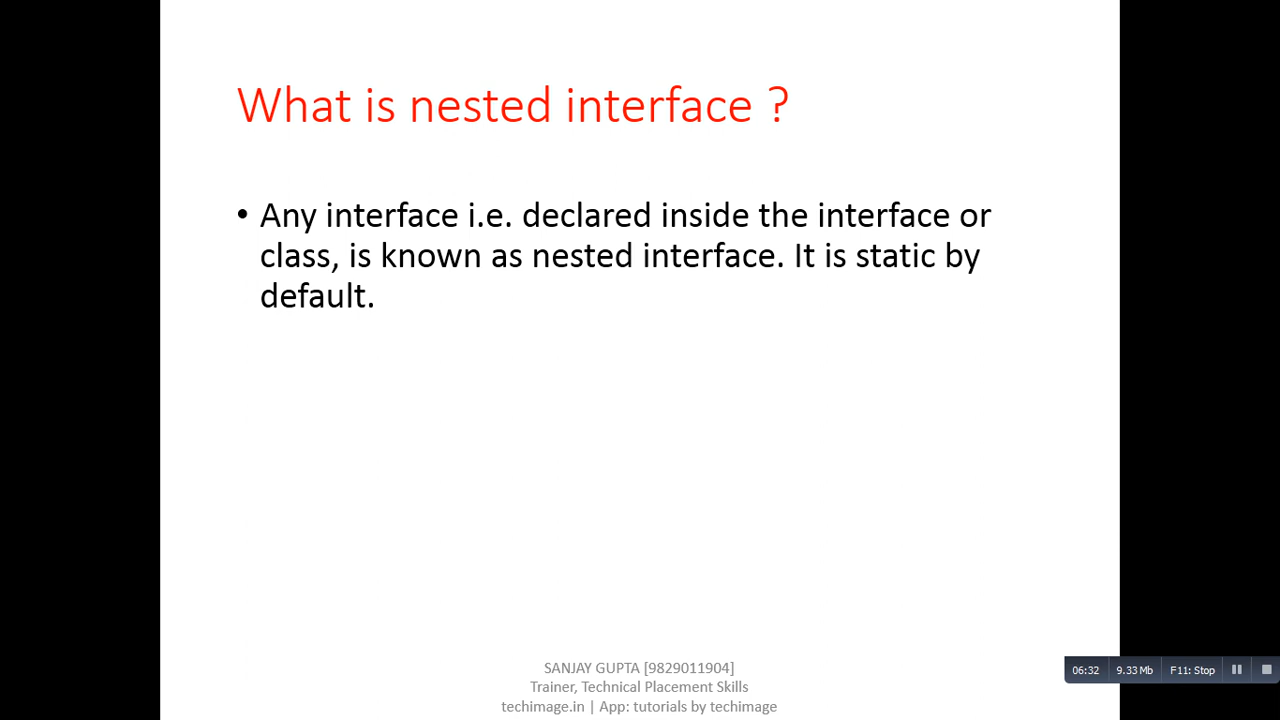 What is nested interface ?
• Any interface i.e. declared inside the interface or
class, is known as nested interface. It is static by
default.
SANJAY GUPTA [9829011904]
Trainer, Technical Placement Skills
techimage.in | App: tutorials by techimage
06:32 9.33 Mb F11: Stop